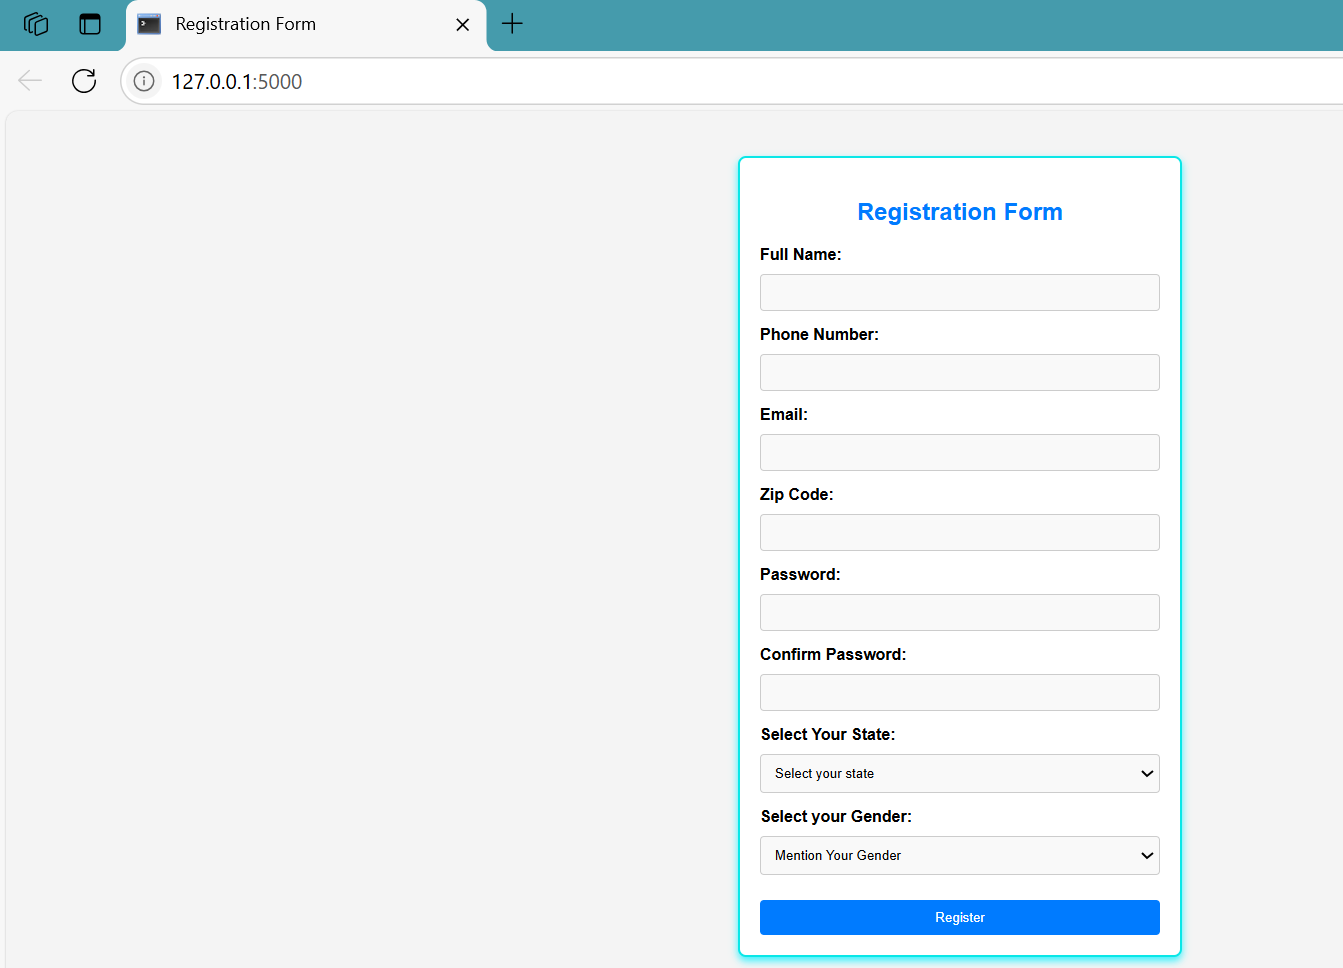 Registration Form
127.0.0.1:5000
Registration Form
Full Name:
Phone Number:
Email:
Zip Code:
Password:
Confirm Password:
Select Your State:
Select your state
Select your Gender:
Mention Your Gender
Register